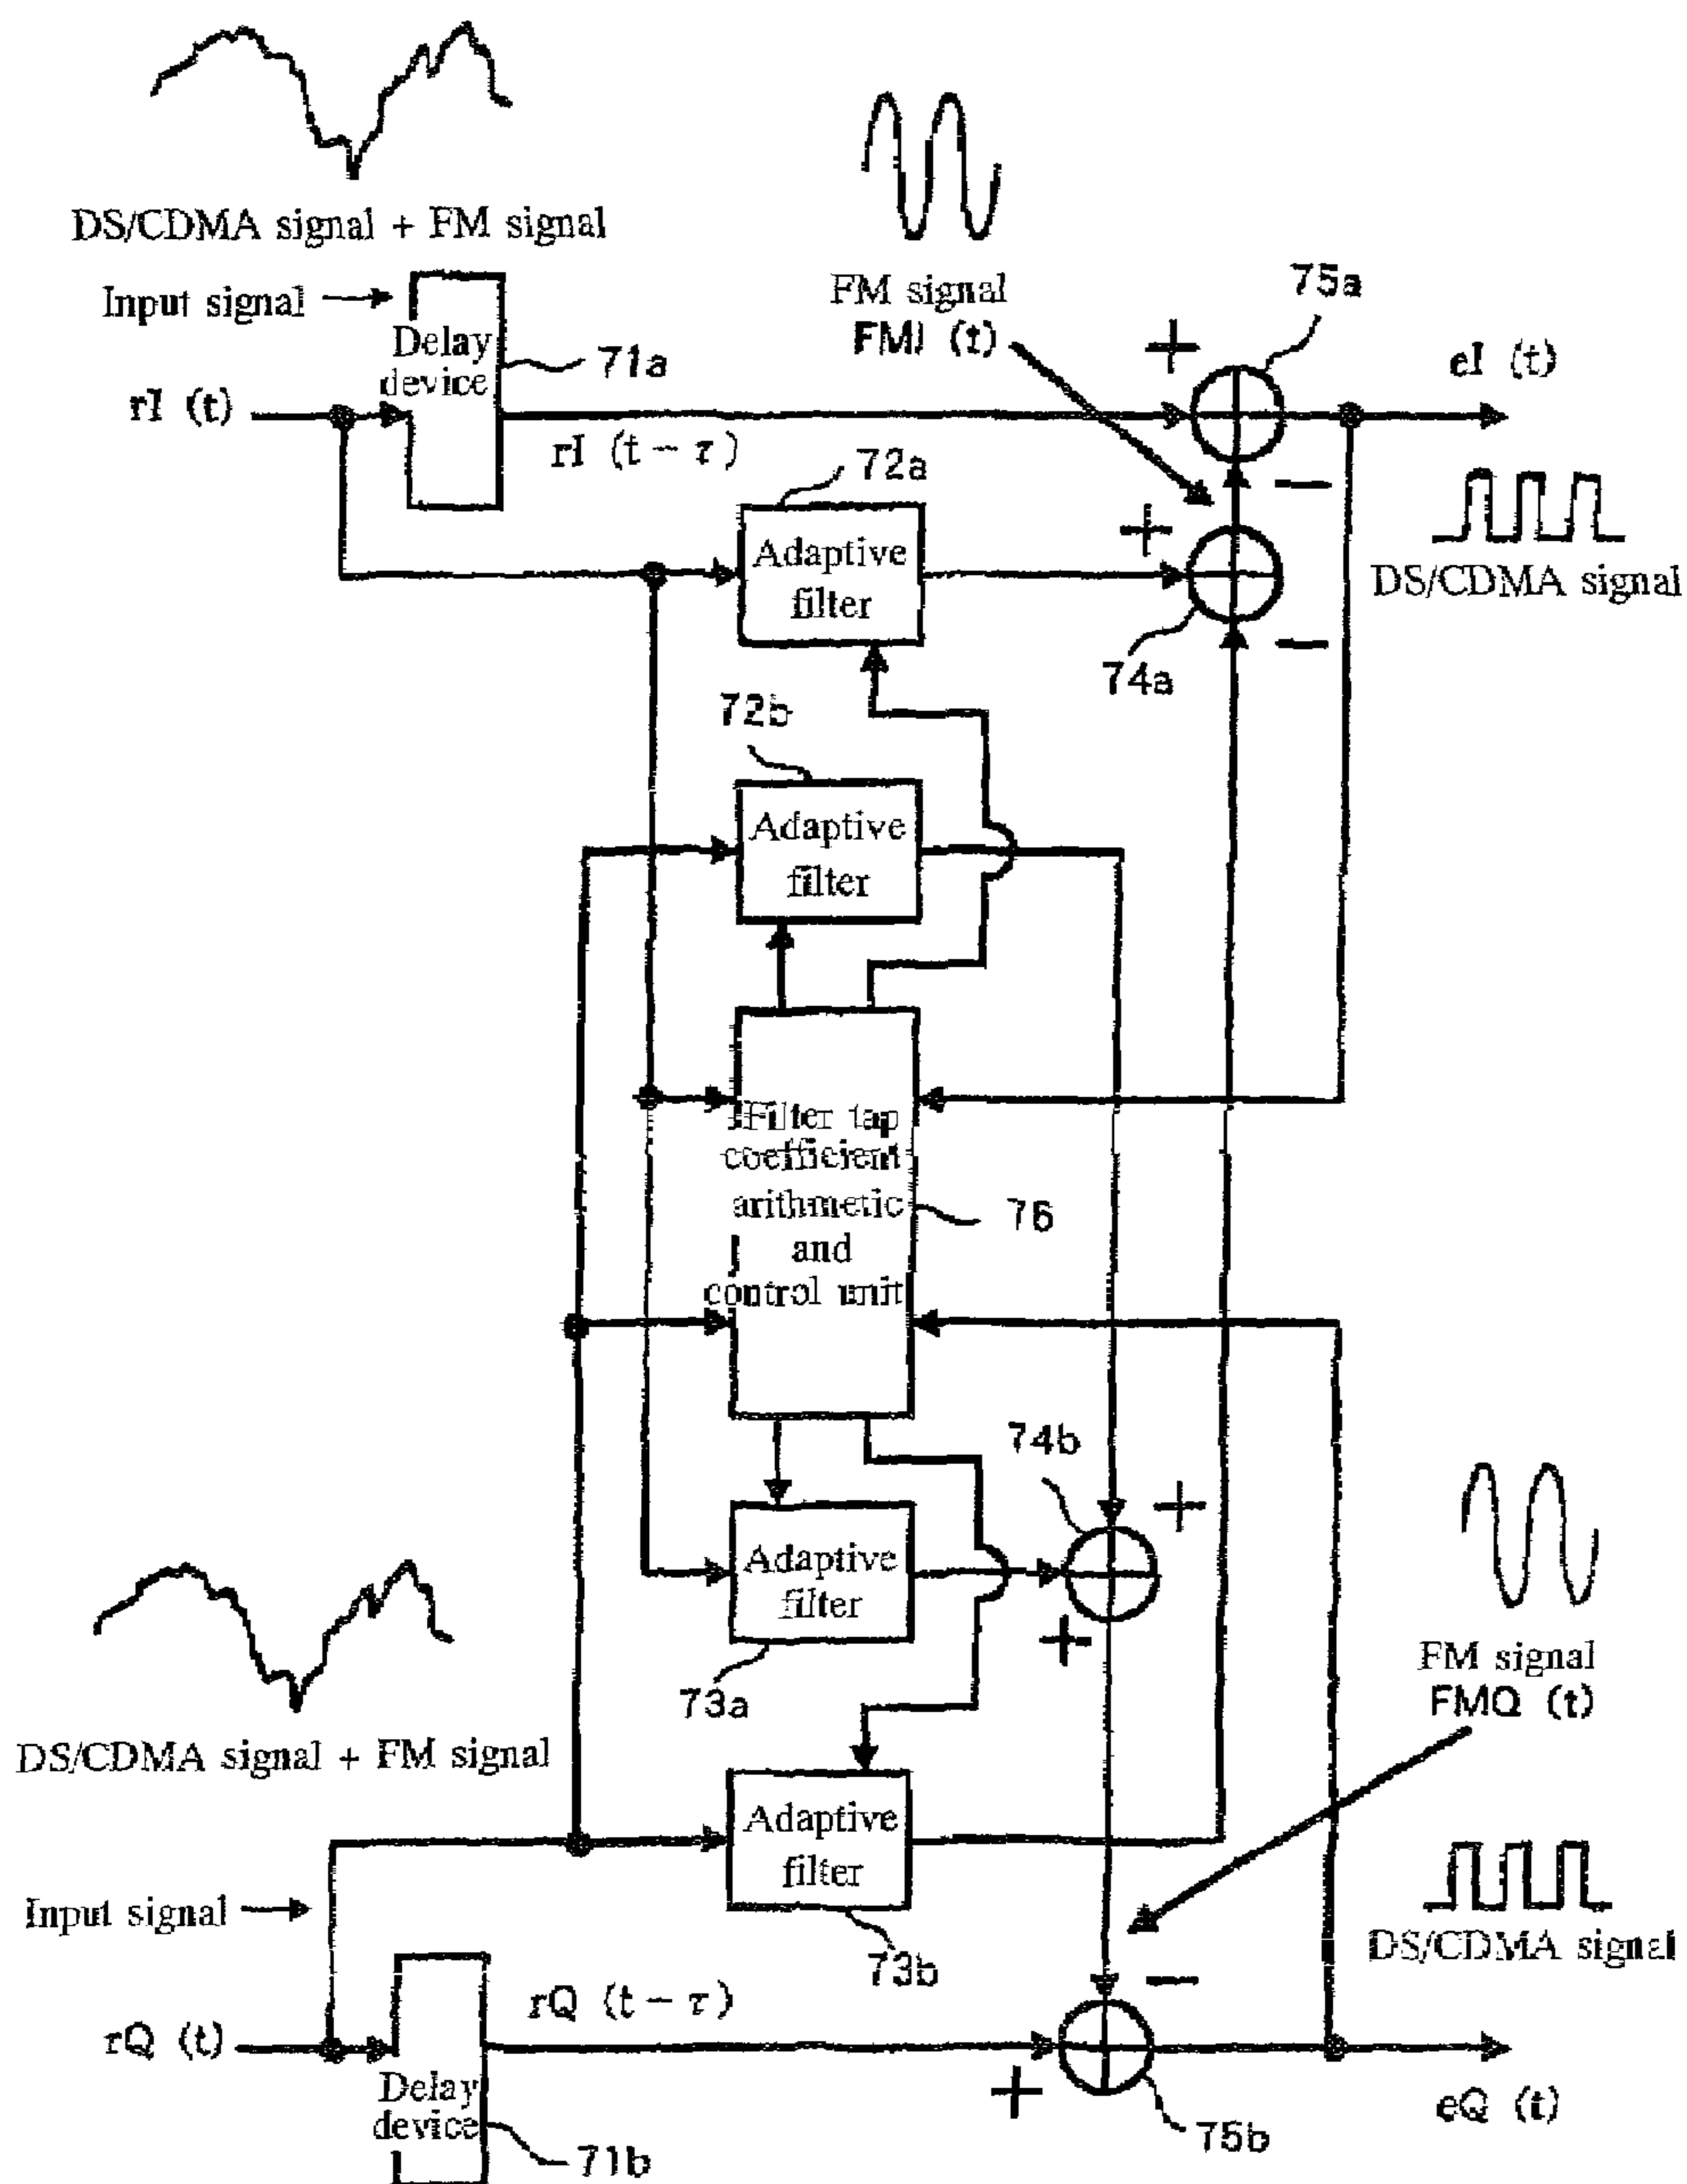 DS/CDMA signal + FM signal
Input signal
Delay
device
71a
rI (t)
rI (t − τ)
FM signal
FMI (t)
75a
+
eI (t)
−
72a
Adaptive
filter
+
74a
−
DS/CDMA signal
72b
Adaptive
filter
Filter tap
coefficient
arithmetic
and
control unit
76
74b
+
Adaptive
filter
+
73a
FM signal
FMQ (t)
DS/CDMA signal + FM signal
Adaptive
filter
73b
Input signal
DS/CDMA signal
−
rQ (t)
rQ (t − τ)
Delay
device
71b
+
75b
eQ (t)